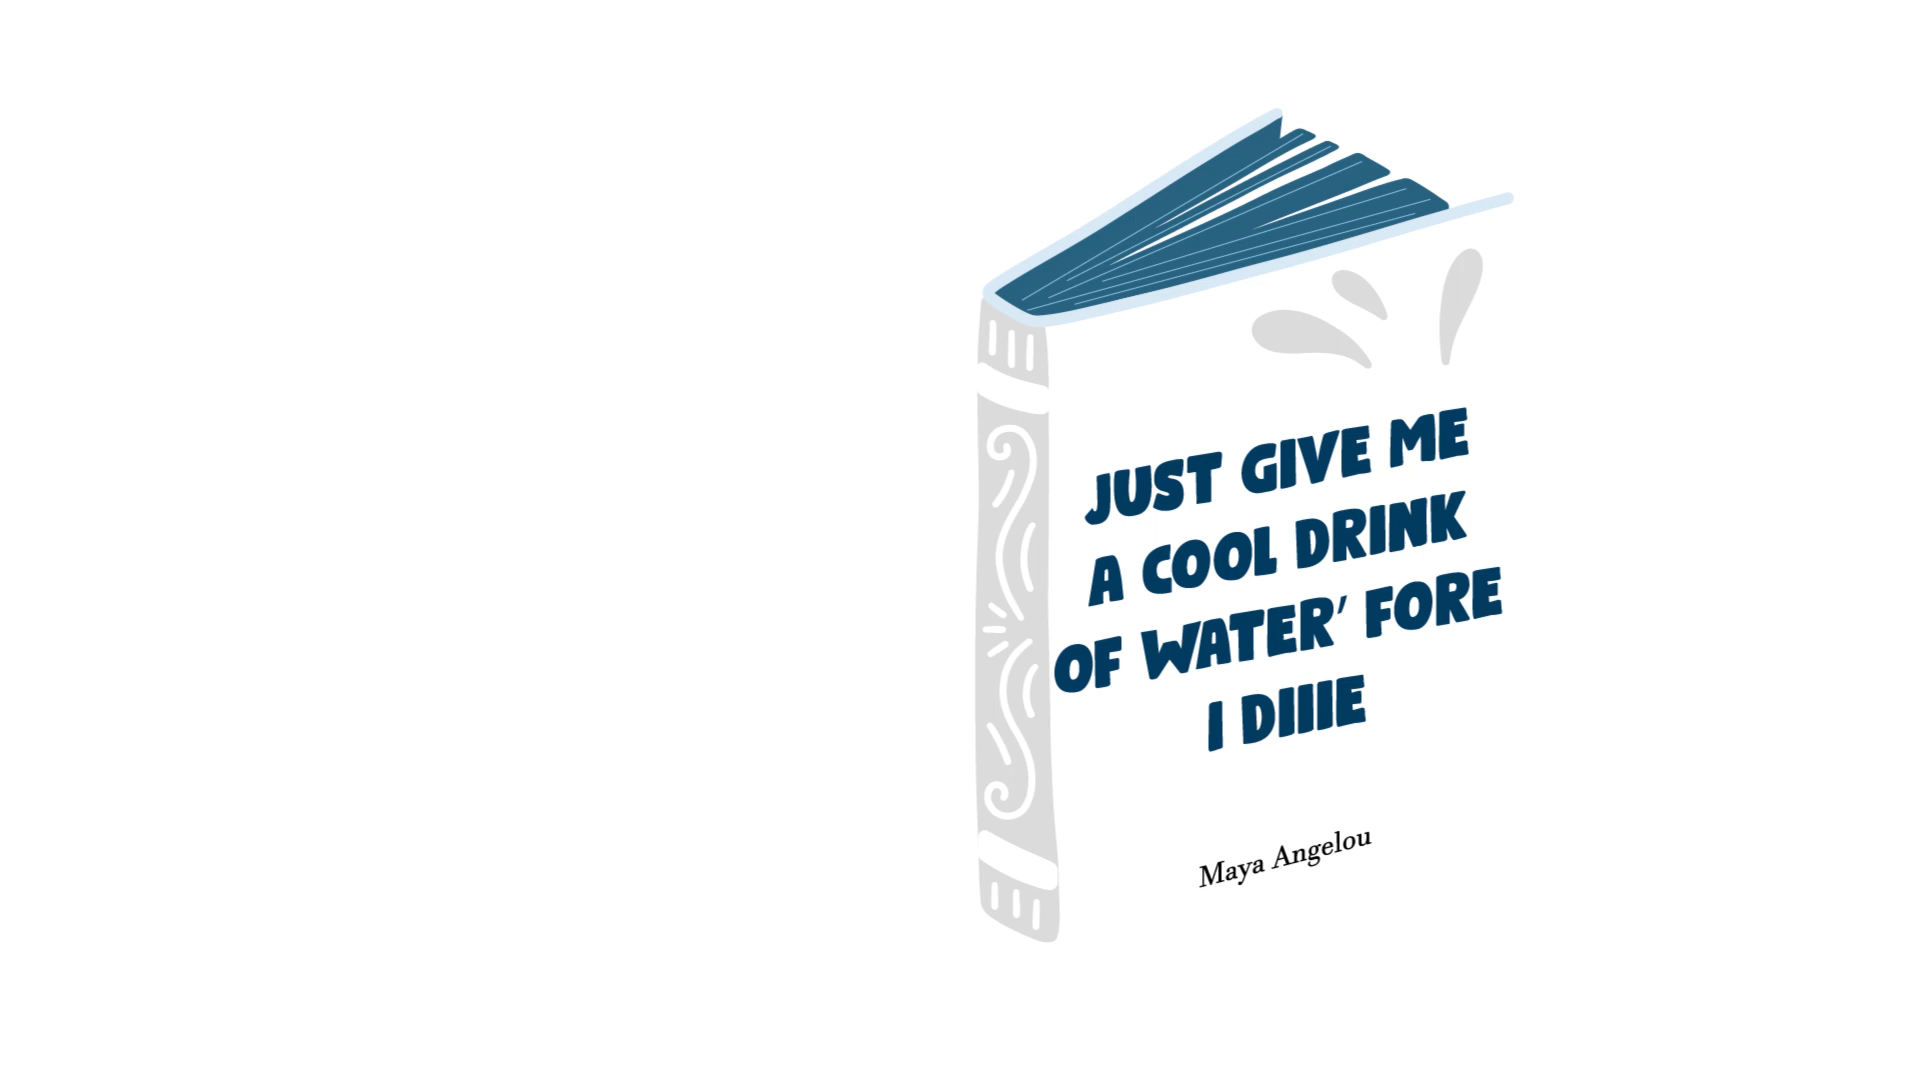 JUST GIVE ME
A COOL DRINK
OF WATER' FORE
I DIIIE
Maya Angelou